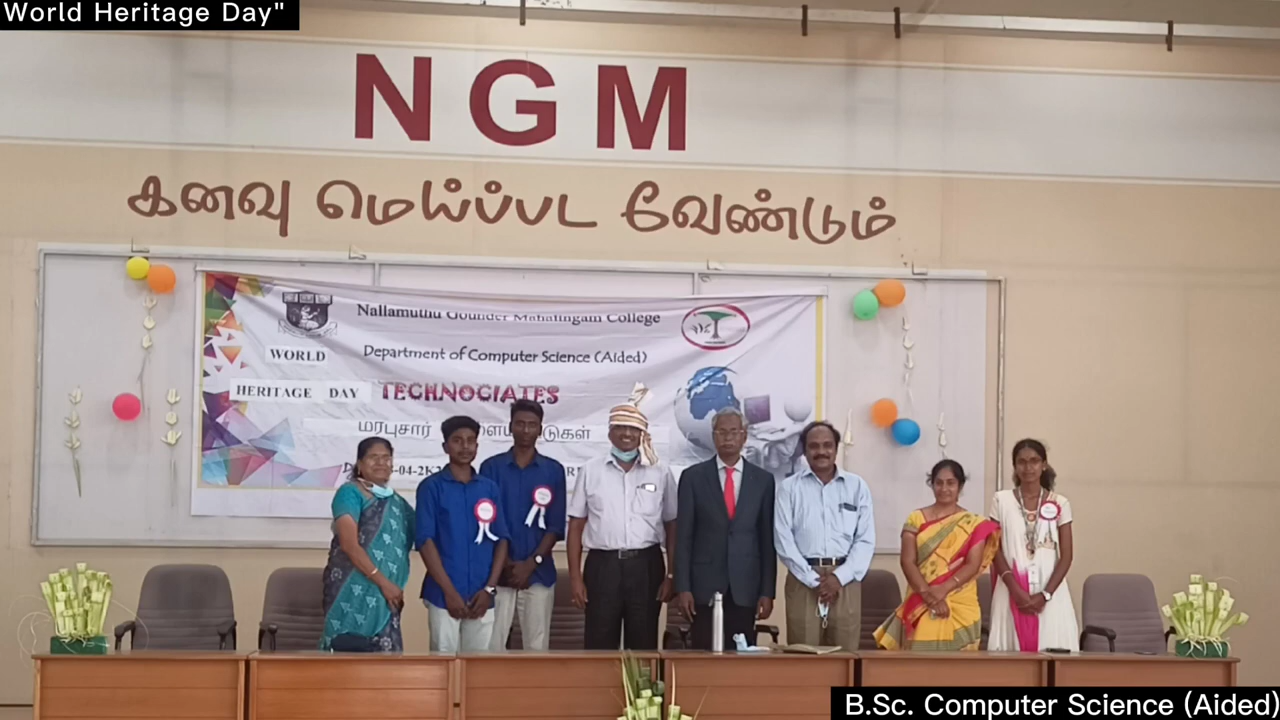 World Heritage Day"
NGM
கனவு மெய்ப்பட வேண்டும்
Nallamuthu Gounder Mahalingam College
WORLD
Department of Computer Science (Aided)
HERITAGE DAY
TECHNOCIATES
மரபுசார்
B.Sc. Computer Science (Aided)